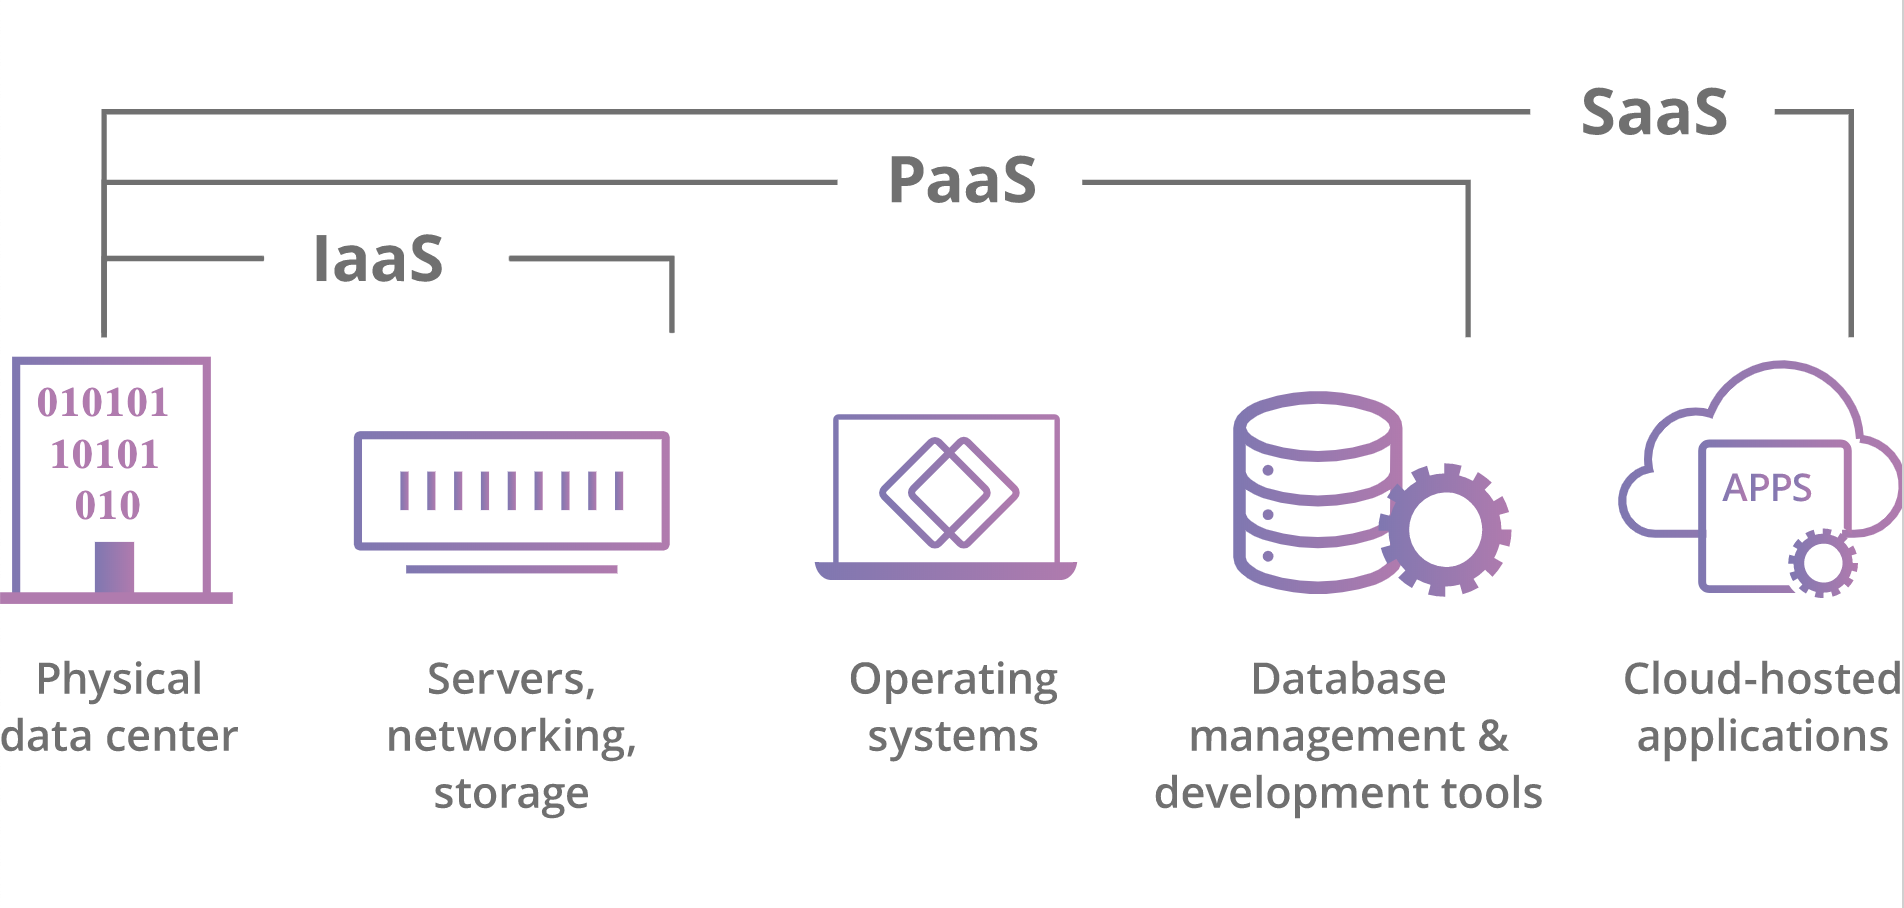 SaaS
PaaS
IaaS
010101
10101
010
APPS
Physical
data center
Servers,
networking,
storage
Operating
systems
Database
management &
development tools
Cloud-hosted
applications